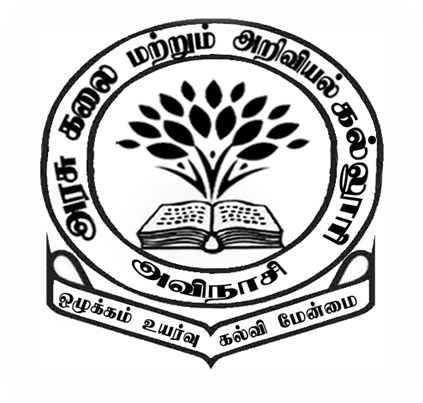 அரசு கலை மற்றும் அறிவியல் கல்லூரி
அவிநாசி
ஒழுக்கம் உயர்வு கல்வி மேன்மை